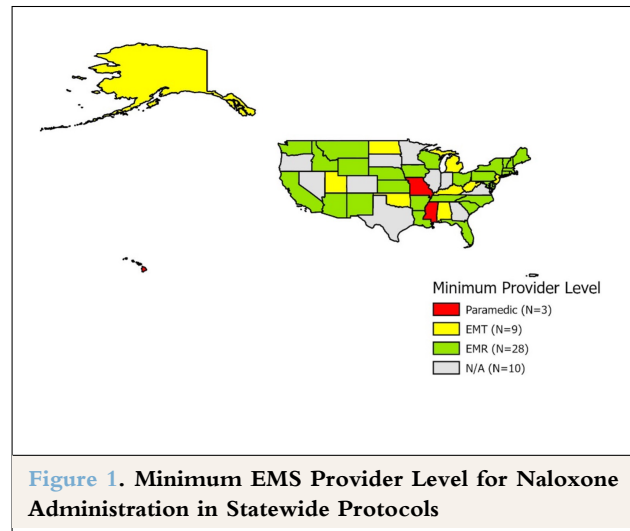 Minimum Provider Level
Paramedic (N=3)
EMT (N=9)
EMR (N=28)
N/A (N=10)
Figure 1. Minimum EMS Provider Level for Naloxone
Administration in Statewide Protocols